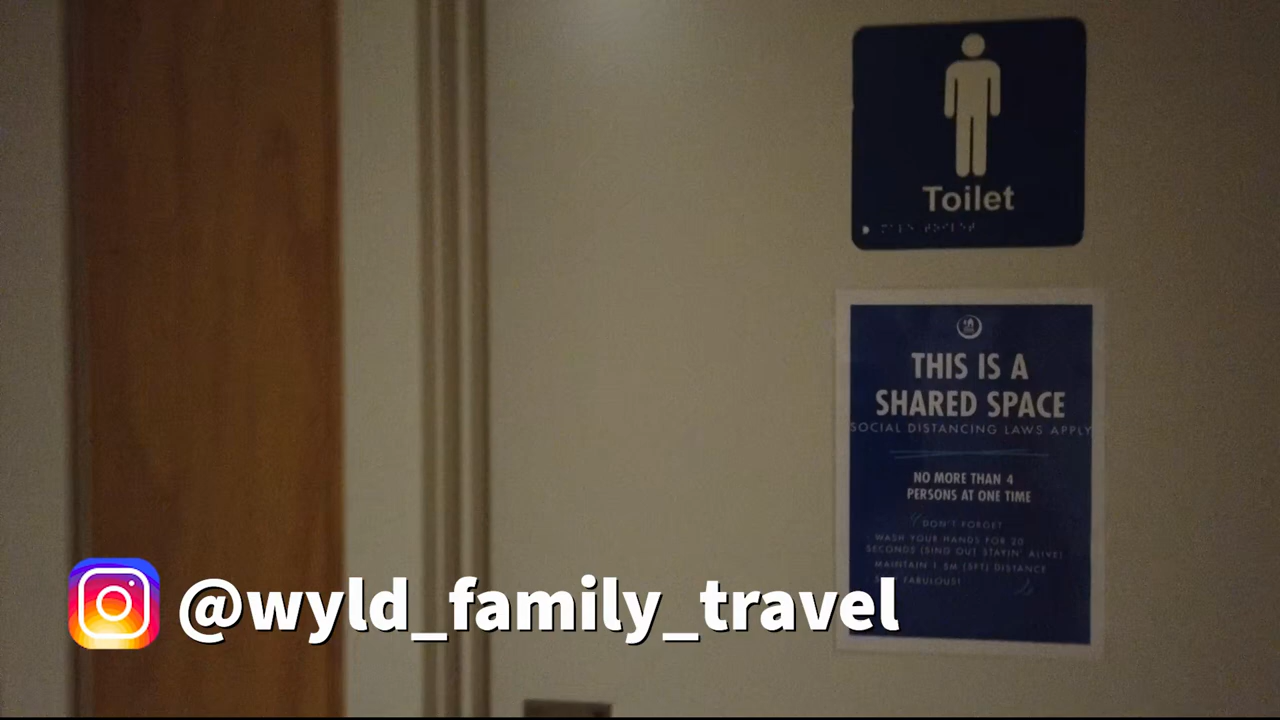 Toilet
THIS IS A
SHARED SPACE
SOCIAL DISTANCING LAWS APPLY
NO MORE THAN 4
PERSONS AT ONE TIME
DON'T FORGET
WASH YOUR HANDS FOR 20
SECONDS (SING OUT STAYIN' ALIVE)
MAINTAIN 1.5M (5FT) DISTANCE
FABULOUS!
@wyld_family_travel